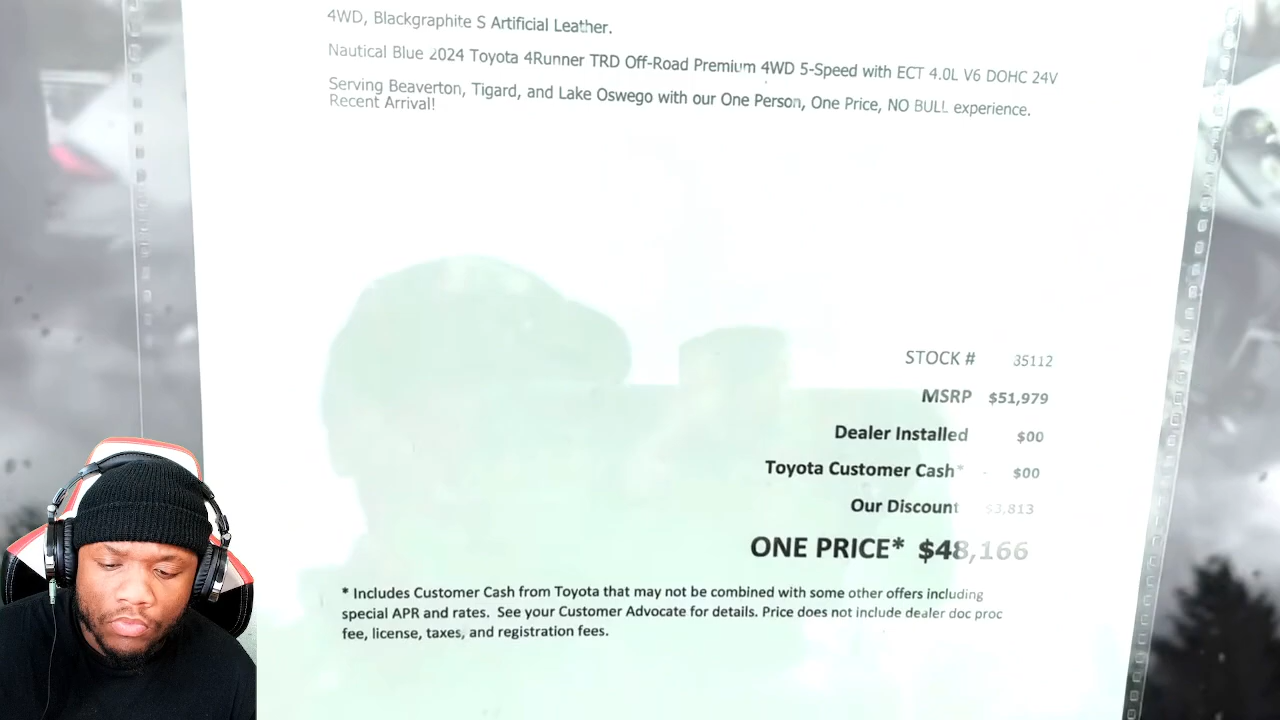 4WD, Blackgraphite S Artificial Leather.
Nautical Blue 2024 Toyota 4Runner TRD Off-Road Premium 4WD 5-Speed with ECT 4.0L V6 DOHC 24V
Serving Beaverton, Tigard, and Lake Oswego with our One Person, One Price, NO BULL experience.
Recent Arrival!
STOCK # 35112
MSRP $51,979
Dealer Installed $00
Toyota Customer Cash* - $00
Our Discount $3,813
ONE PRICE* $48,166
* Includes Customer Cash from Toyota that may not be combined with some other offers including
special APR and rates. See your Customer Advocate for details. Price does not include dealer doc proc
fee, license, taxes, and registration fees.